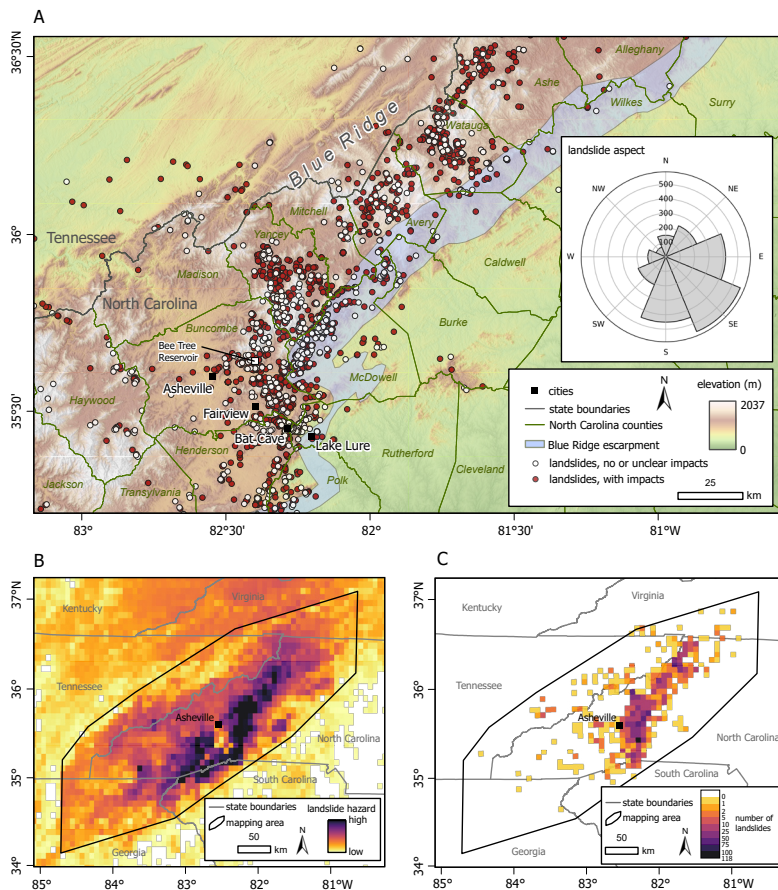 A
36°30'N
36°
35°30'
83°
82°30'
82°
81°30'
81°W
Alleghany
Ashe
Wilkes
Surry
Watauga
Blue Ridge
Mitchell
Avery
Yancey
Tennessee
Madison
Caldwell
North Carolina
Buncombe
Burke
Bee Tree
Reservoir
McDowell
Asheville
Haywood
Fairview
Bat Cave
Lake Lure
Henderson
Rutherford
Cleveland
Polk
Jackson
Transylvania
landslide aspect
N
NW
NE
500
400
300
200
100
W
E
SW
SE
S
cities
state boundaries
North Carolina counties
Blue Ridge escarpment
landslides, no or unclear impacts
landslides, with impacts
N
elevation (m)
2037
0
25
km
B
37°N
36°
35°
34°
85°
84°
83°
82°
81°W
Kentucky
Virginia
Tennessee
Asheville
North Carolina
South Carolina
Georgia
state boundaries
mapping area
50
km
N
landslide hazard
high
low
C
37°N
36°
35°
34°
85°
84°
83°
82°
81°W
Kentucky
Virginia
Tennessee
Asheville
North Carolina
South Carolina
Georgia
state boundaries
mapping area
50
km
N
0
1
2
5
10
25
50
75
100
118
number of
landslides